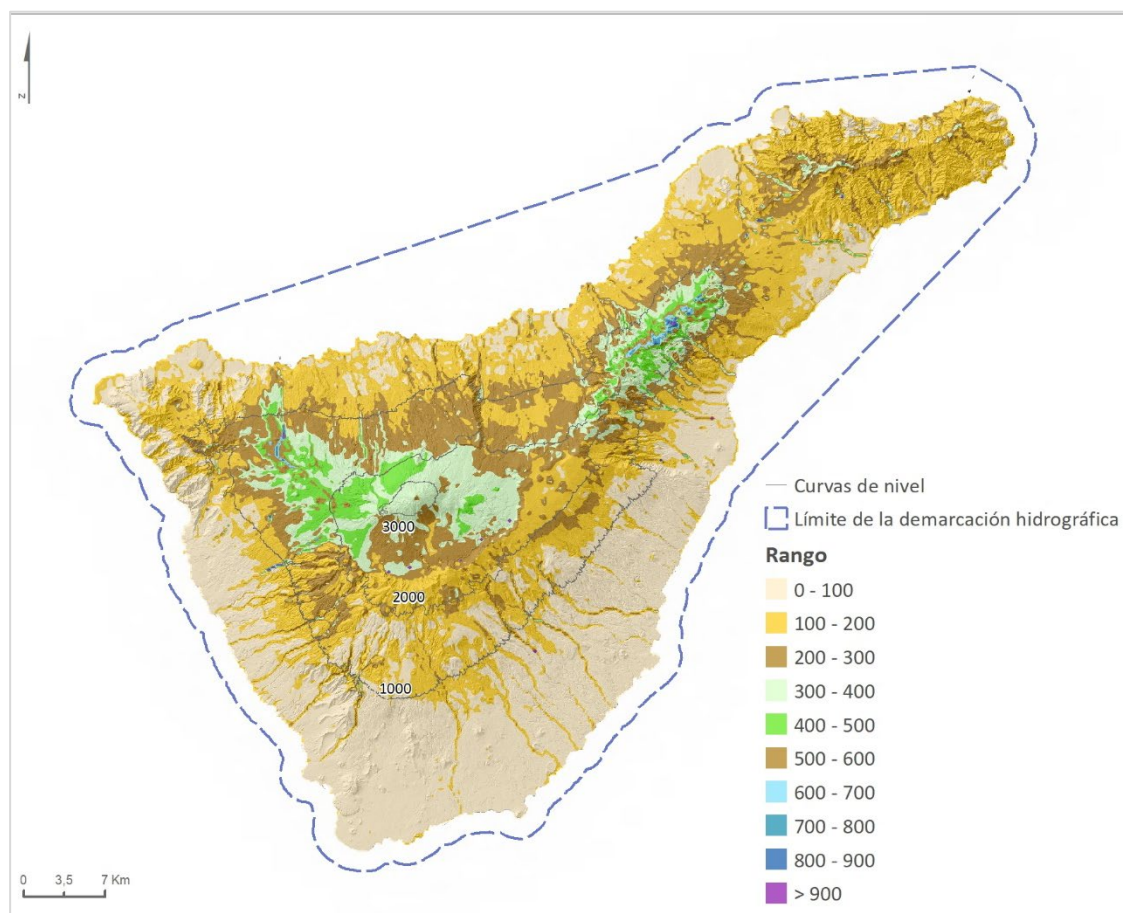 N
3000
2000
1000
Curvas de nivel
Límite de la demarcación hidrográfica
Rango
0 - 100
100 - 200
200 - 300
300 - 400
400 - 500
500 - 600
600 - 700
700 - 800
800 - 900
> 900
0 3,5 7 Km